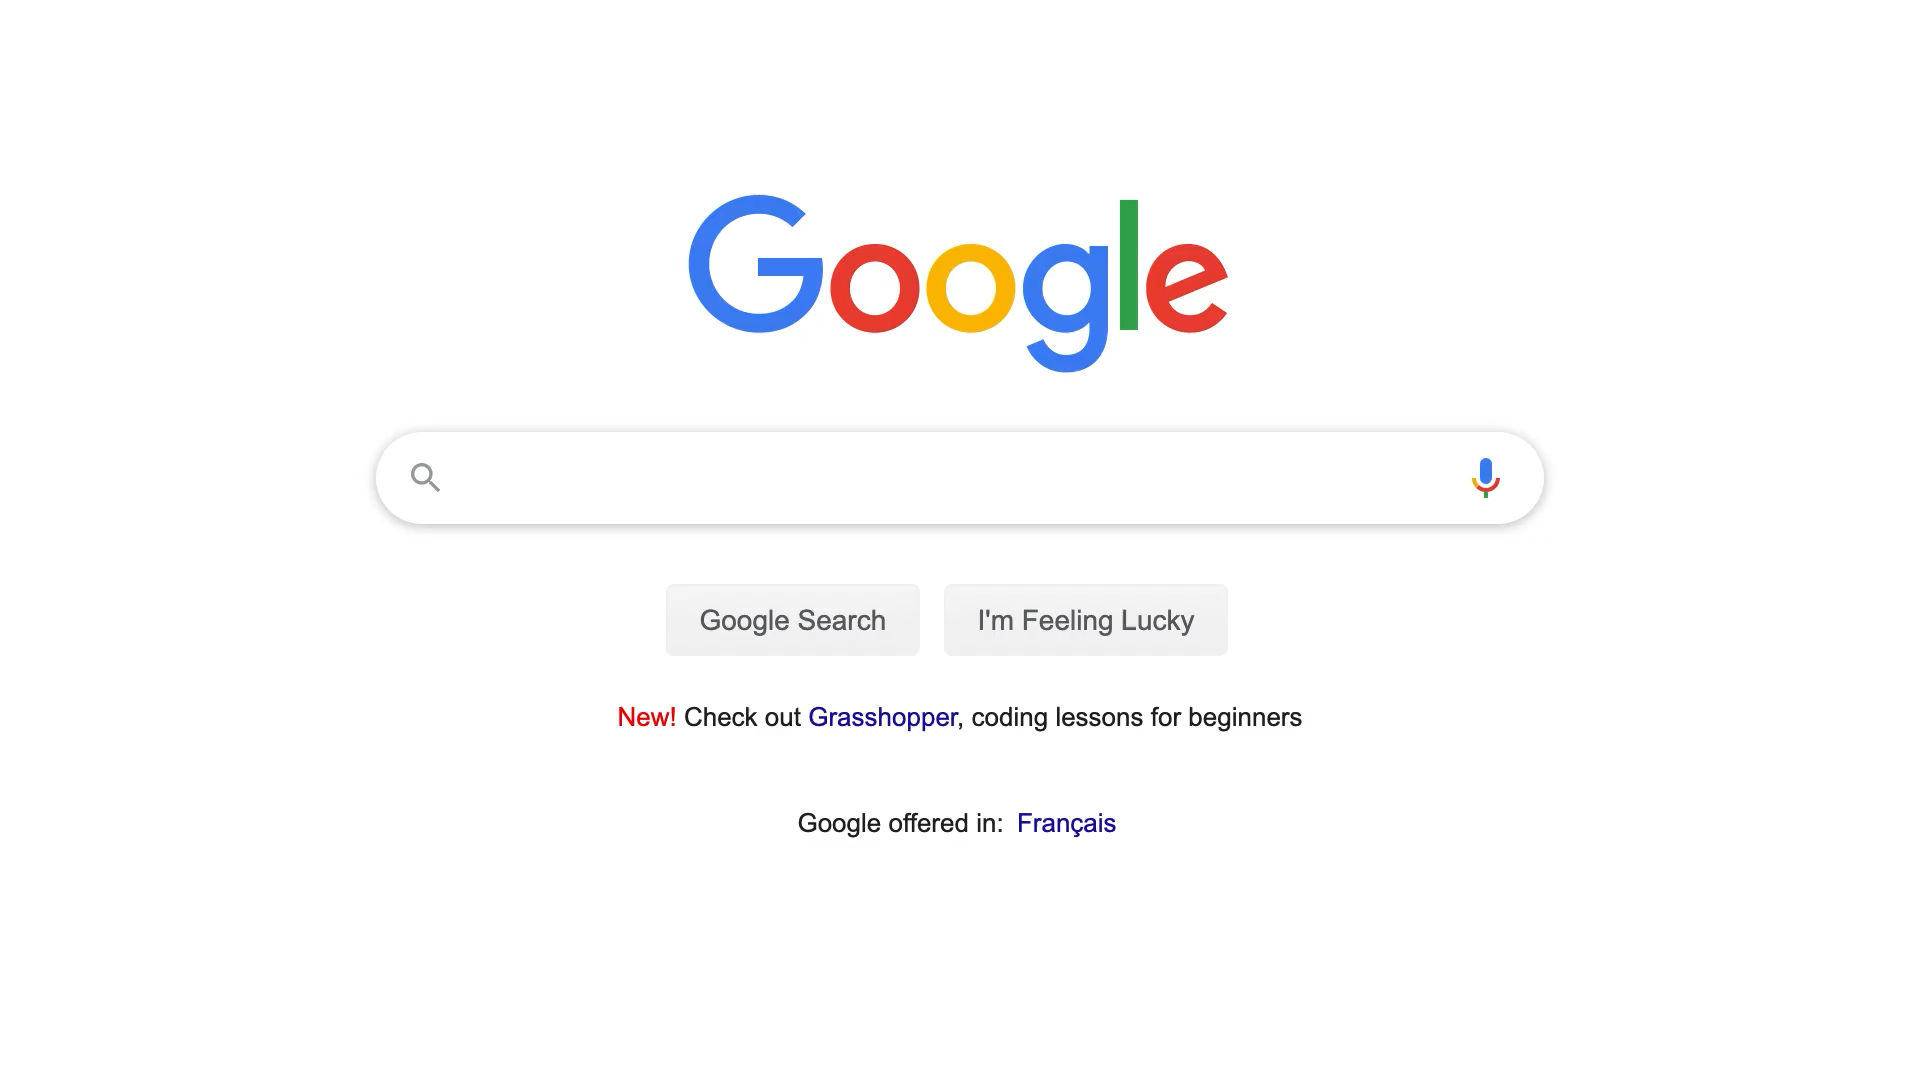 Google
Google Search
I'm Feeling Lucky
New! Check out Grasshopper, coding lessons for beginners
Google offered in: Français